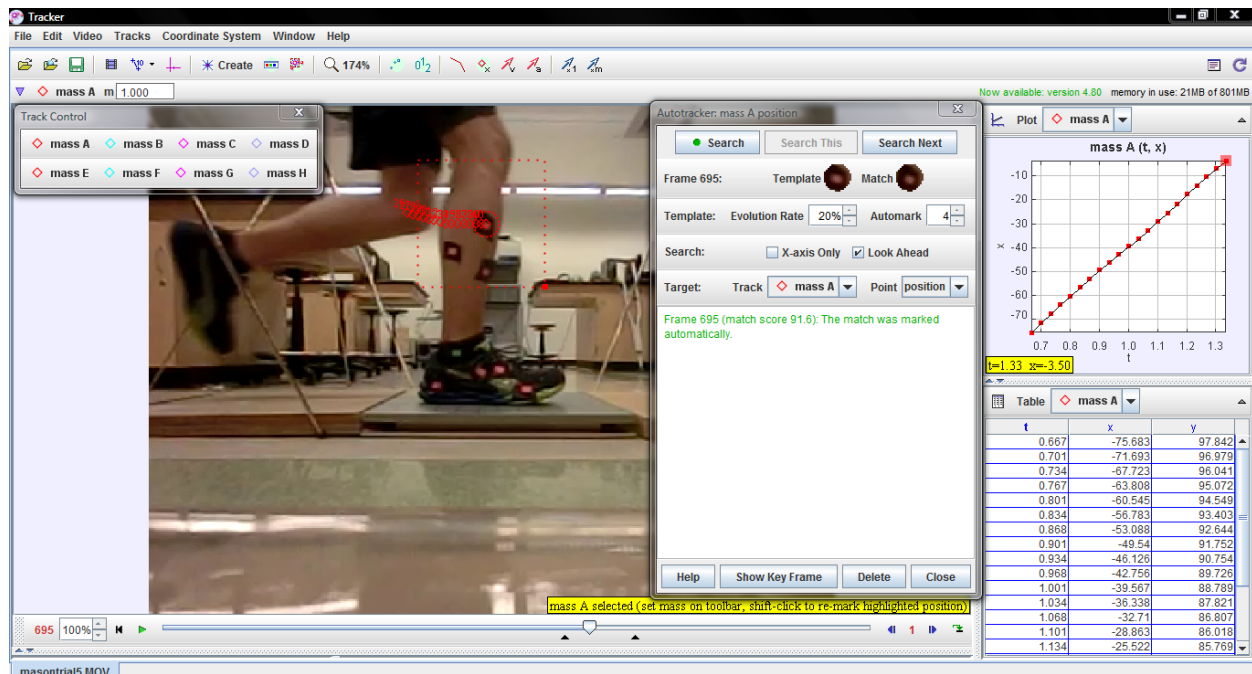 Tracker
File Edit Video Tracks Coordinate System Window Help
Create 174%
mass A m 1.000
Now available: version 4.80 memory in use: 21MB of 801MB
Track Control
mass A mass B mass C mass D
mass E mass F mass G mass H
Autotracker: mass A position
Search Search This Search Next
Frame 695: Template Match
Template: Evolution Rate 20% Automark 4
Search: X-axis Only Look Ahead
Target: Track mass A Point position
Frame 695 (match score 91.6): The match was marked
automatically.
Help Show Key Frame Delete Close
mass A selected (set mass on toolbar, shift-click to re-mark highlighted position)
695 100% 1
masontrial5.MOV
Plot mass A
mass A (t, x)
-10
-20
-30
x -40
-50
-60
-70
0.7 0.8 0.9 1.0 1.1 1.2 1.3
t
t=1.33 x=-3.50
Table mass A
t x y
0.667 -75.683 97.842
0.701 -71.693 96.979
0.734 -67.723 96.041
0.767 -63.808 95.072
0.801 -60.545 94.549
0.834 -56.783 93.403
0.868 -53.088 92.644
0.901 -49.54 91.752
0.934 -46.126 90.754
0.968 -42.756 89.726
1.001 -39.567 88.789
1.034 -36.338 87.821
1.068 -32.71 86.807
1.101 -28.863 86.018
1.134 -25.522 85.769